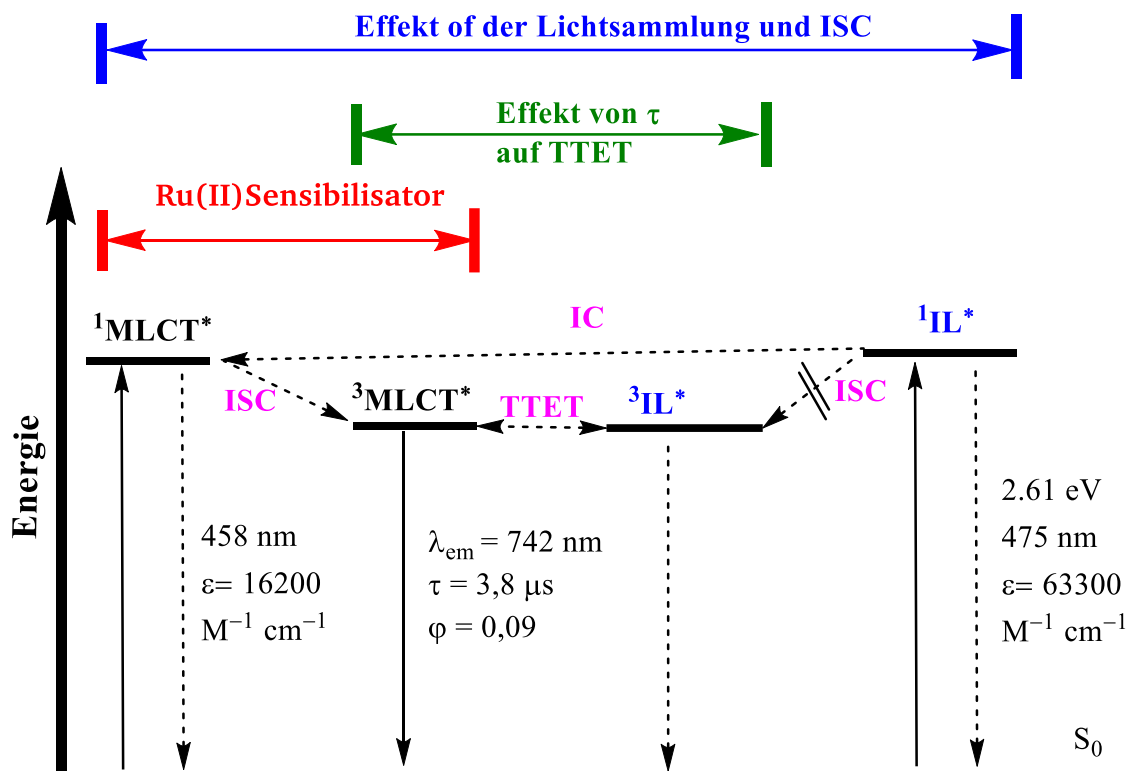 Effekt of der Lichtsammlung und ISC
Effekt von τ
auf TTET
Ru(II)Sensibilisator
Energie
¹MLCT*
IC
¹IL*
ISC
³MLCT*
TTET
³IL*
ISC
458 nm
ε= 16200
M⁻¹ cm⁻¹
λem = 742 nm
τ = 3,8 μs
φ = 0,09
2.61 eV
475 nm
ε= 63300
M⁻¹ cm⁻¹
S₀